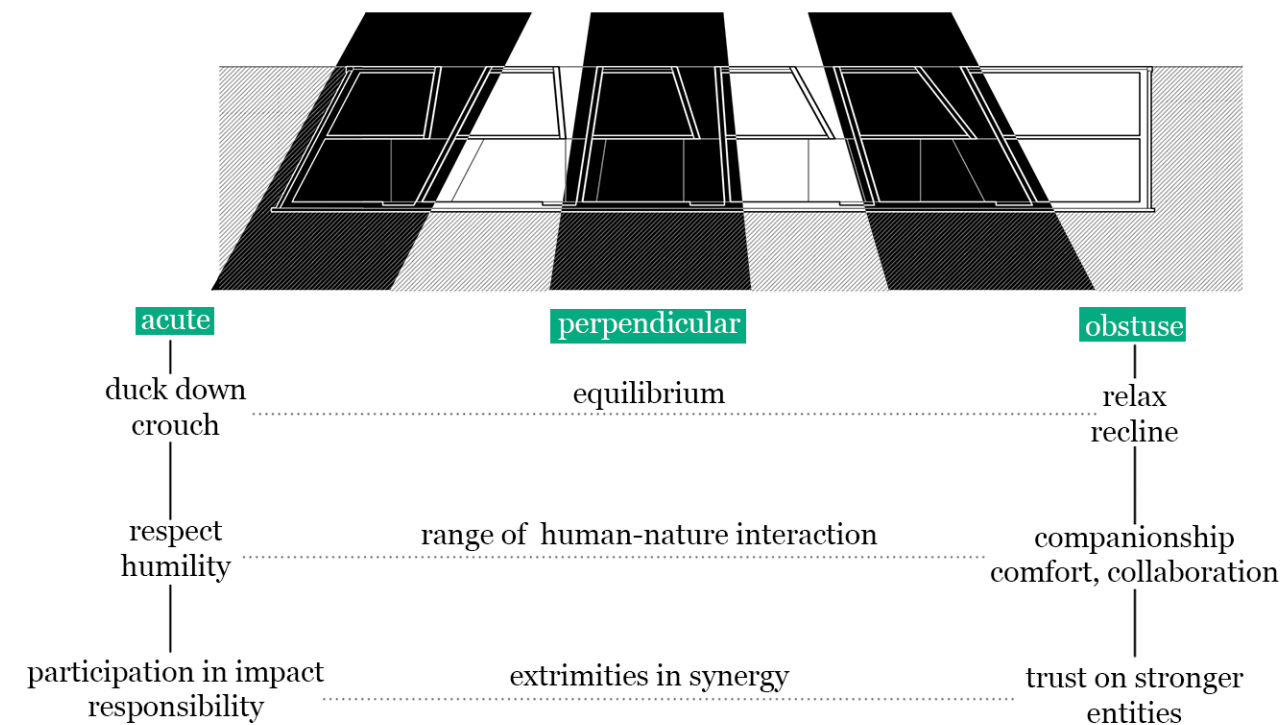 acute
perpendicular
obstuse
duck down
crouch
equilibrium
relax
recline
respect
humility
range of human-nature interaction
companionship
comfort, collaboration
participation in impact
responsibility
extrimities in synergy
trust on stronger
entities